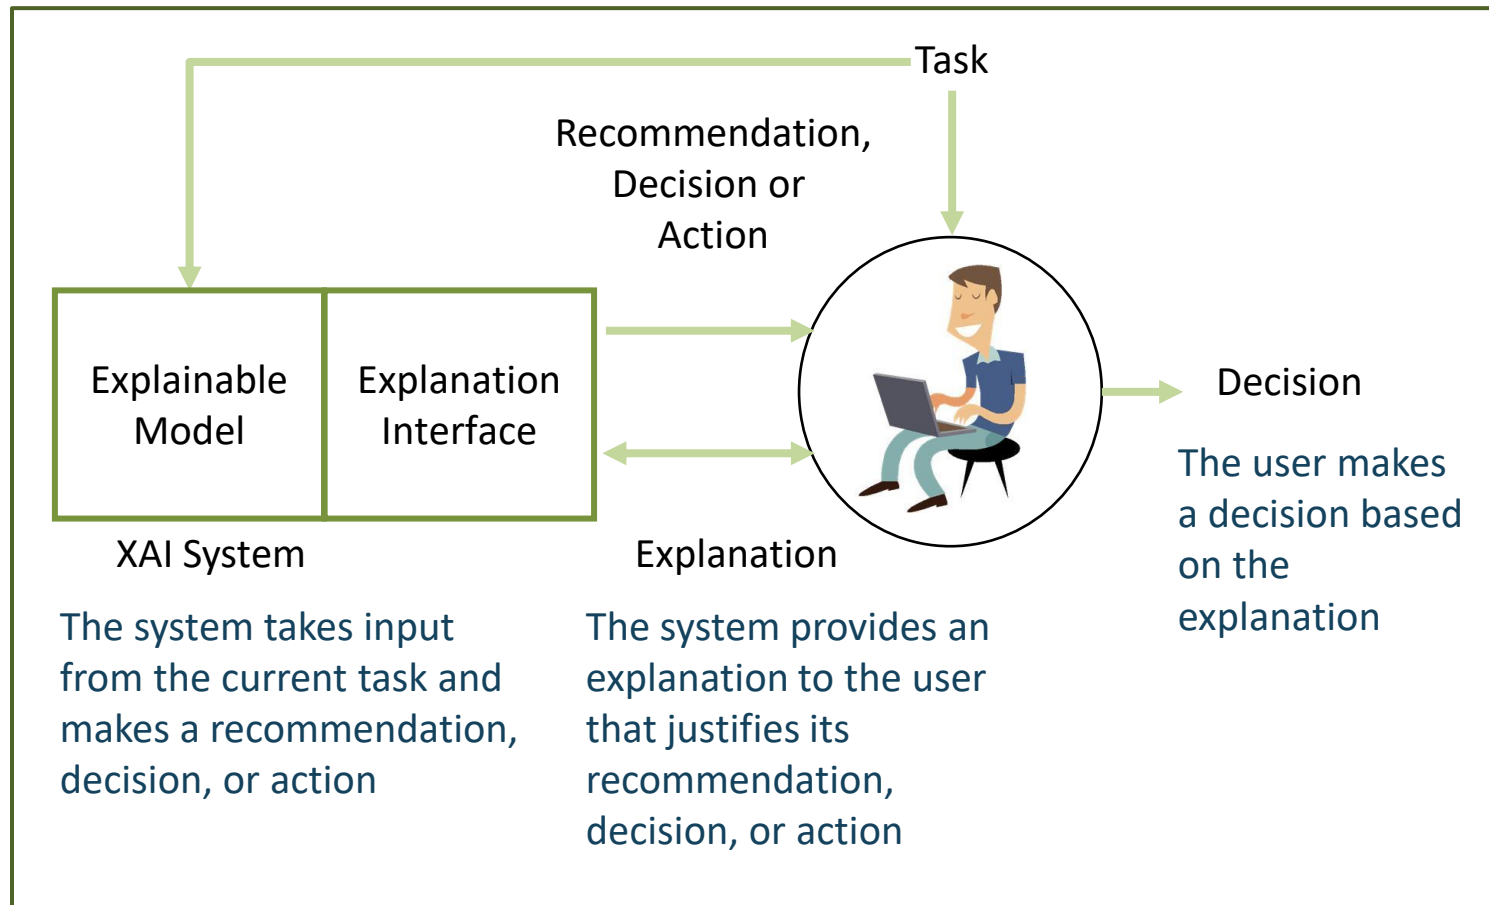 Task
Recommendation,
Decision or
Action
Explainable
Model
Explanation
Interface
Decision
XAI System
Explanation
The user makes
a decision based
on the
explanation
The system takes input
from the current task and
makes a recommendation,
decision, or action
The system provides an
explanation to the user
that justifies its
recommendation,
decision, or action